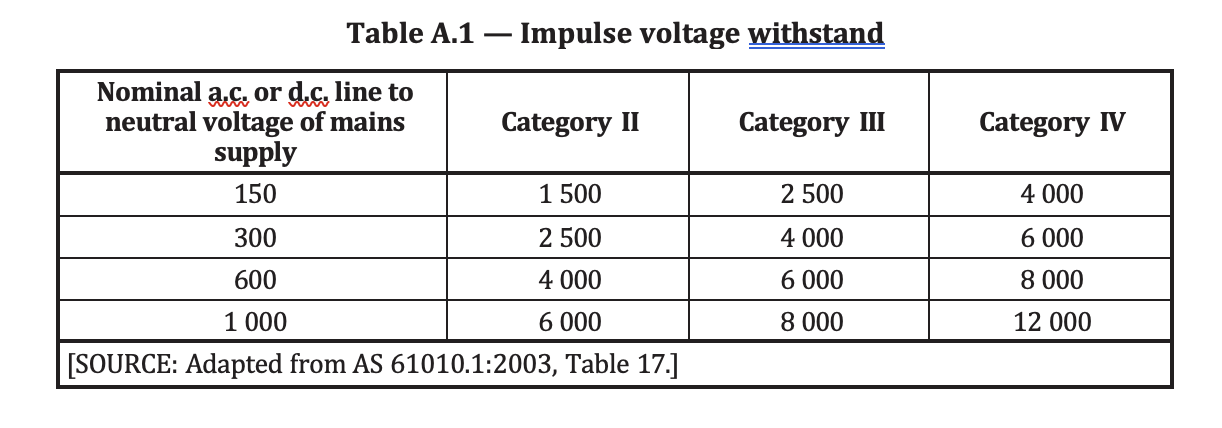 Table A.1 — Impulse voltage withstand
Nominal a.c. or d.c. line to
neutral voltage of mains
supply
Category II
Category III
Category IV
150 1 500 2 500 4 000
300 2 500 4 000 6 000
600 4 000 6 000 8 000
1 000 6 000 8 000 12 000
[SOURCE: Adapted from AS 61010.1:2003, Table 17.]